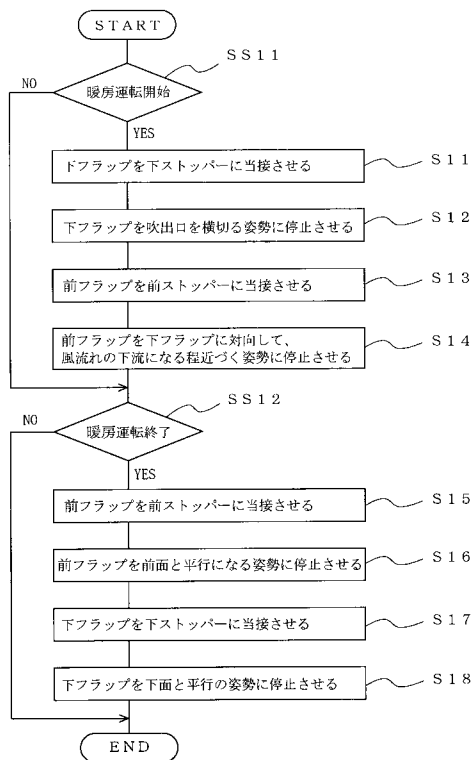 START
SS11
NO
暖房運転開始
YES
下フラップを下ストッパーに当接させる
S11
下フラップを吹出口を横切る姿勢に停止させる
S12
前フラップを前ストッパーに当接させる
S13
前フラップを下フラップに対向して、
風流れの下流になる程近づく姿勢に停止させる
S14
SS12
NO
暖房運転終了
YES
前フラップを前ストッパーに当接させる
S15
前フラップを前面と平行になる姿勢に停止させる
S16
下フラップを下ストッパーに当接させる
S17
下フラップを下面と平行の姿勢に停止させる
S18
END